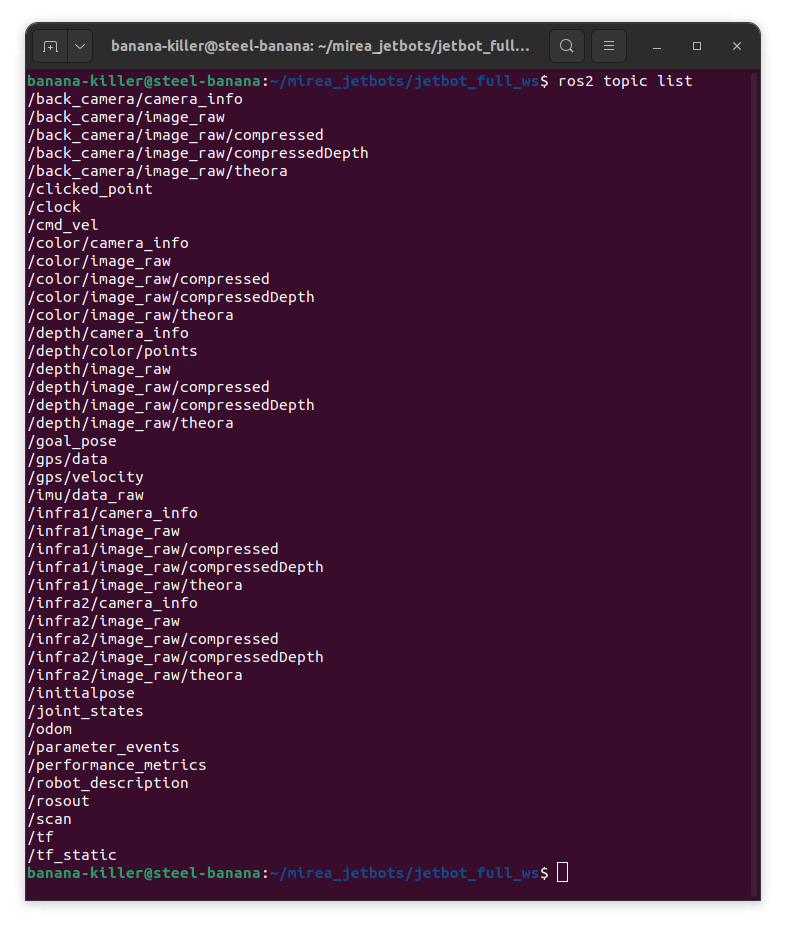 banana-killer@steel-banana: ~/mirea_jetbots/jetbot_full...
banana-killer@steel-banana:~/mirea_jetbots/jetbot_full_ws$ ros2 topic list
/back_camera/camera_info
/back_camera/image_raw
/back_camera/image_raw/compressed
/back_camera/image_raw/compressedDepth
/back_camera/image_raw/theora
/clicked_point
/clock
/cmd_vel
/color/camera_info
/color/image_raw
/color/image_raw/compressed
/color/image_raw/compressedDepth
/color/image_raw/theora
/depth/camera_info
/depth/color/points
/depth/image_raw
/depth/image_raw/compressed
/depth/image_raw/compressedDepth
/depth/image_raw/theora
/goal_pose
/gps/data
/gps/velocity
/imu/data_raw
/infra1/camera_info
/infra1/image_raw
/infra1/image_raw/compressed
/infra1/image_raw/compressedDepth
/infra1/image_raw/theora
/infra2/camera_info
/infra2/image_raw
/infra2/image_raw/compressed
/infra2/image_raw/compressedDepth
/infra2/image_raw/theora
/initialpose
/joint_states
/odom
/parameter_events
/performance_metrics
/robot_description
/rosout
/scan
/tf
/tf_static
banana-killer@steel-banana:~/mirea_jetbots/jetbot_full_ws$